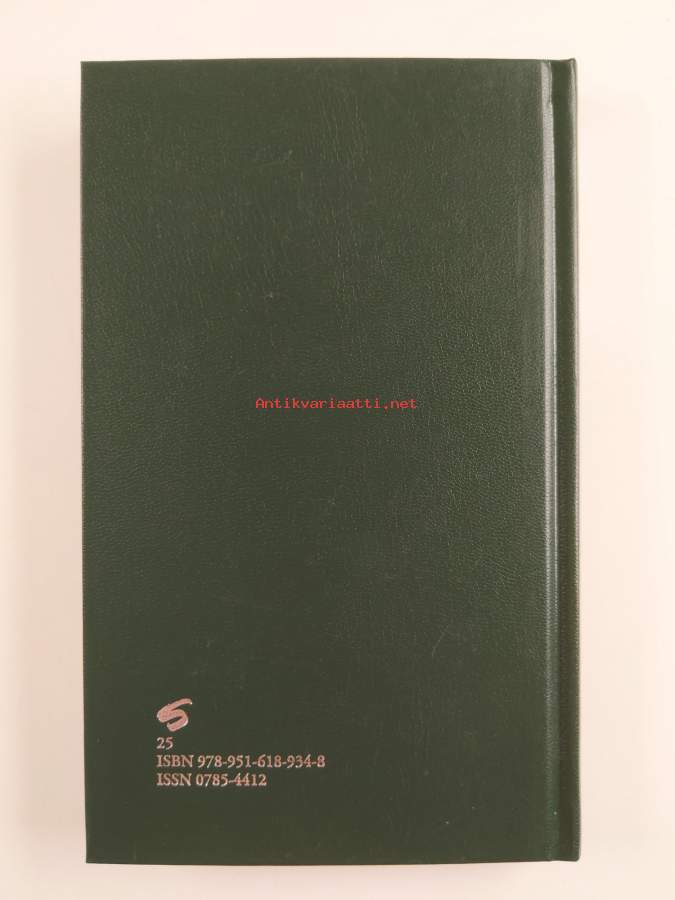 Antikvariaatti.net
25
ISBN 978-951-618-934-8
ISSN 0785-4412